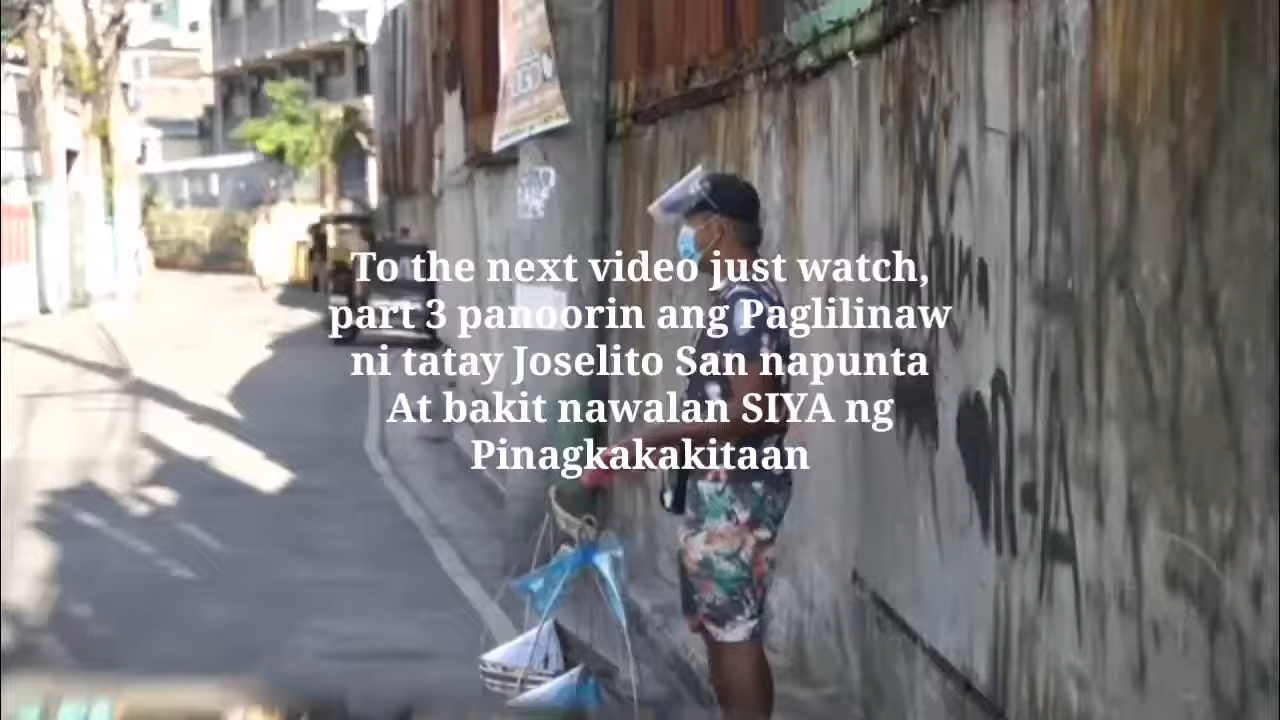 To the next video just watch,
part 3 panoorin ang Paglilinaw
ni tatay Joselito San napunta
At bakit nawalan SIYA ng
Pinagkakakitaan